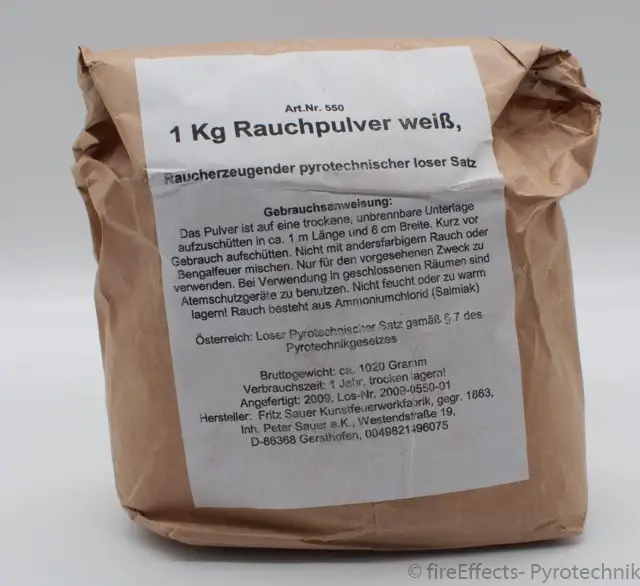 Art.Nr. 550
1 Kg Rauchpulver weiß,
Raucherzeugender pyrotechnischer loser Satz
Gebrauchsanweisung:
Das Pulver ist auf eine trockene, unbrennbare Unterlage
aufzuschütten in ca. 1 m Länge und 6 cm Breite. Kurz vor
Gebrauch aufschütten. Nicht mit andersfarbigem Rauch oder
Bengalfeuer mischen. Nur für den vorgesehenen Zweck zu
verwenden. Bei Verwendung in geschlossenen Räumen sind
Atemschutzgeräte zu benutzen. Nicht feucht oder zu warm
lagern! Rauch besteht aus Ammoniumchlorid (Salmiak)
Österreich: Loser Pyrotechnischer Satz gemäß § 7 des
Pyrotechnikgesetzes
Bruttogewicht: ca. 1020 Gramm
Verbrauchszeit: 1 Jahr, trocken lagern!
Angefertigt: 2009, Los-Nr. 2009-0550-01
Hersteller: Fritz Sauer Kunstfeuerwerkfabrik, gegr. 1863,
Inh. Peter Sauer e.K., Westendstraße 19,
D-86368 Gersthofen, 0049821496075
© fireEffects- Pyrotechnik